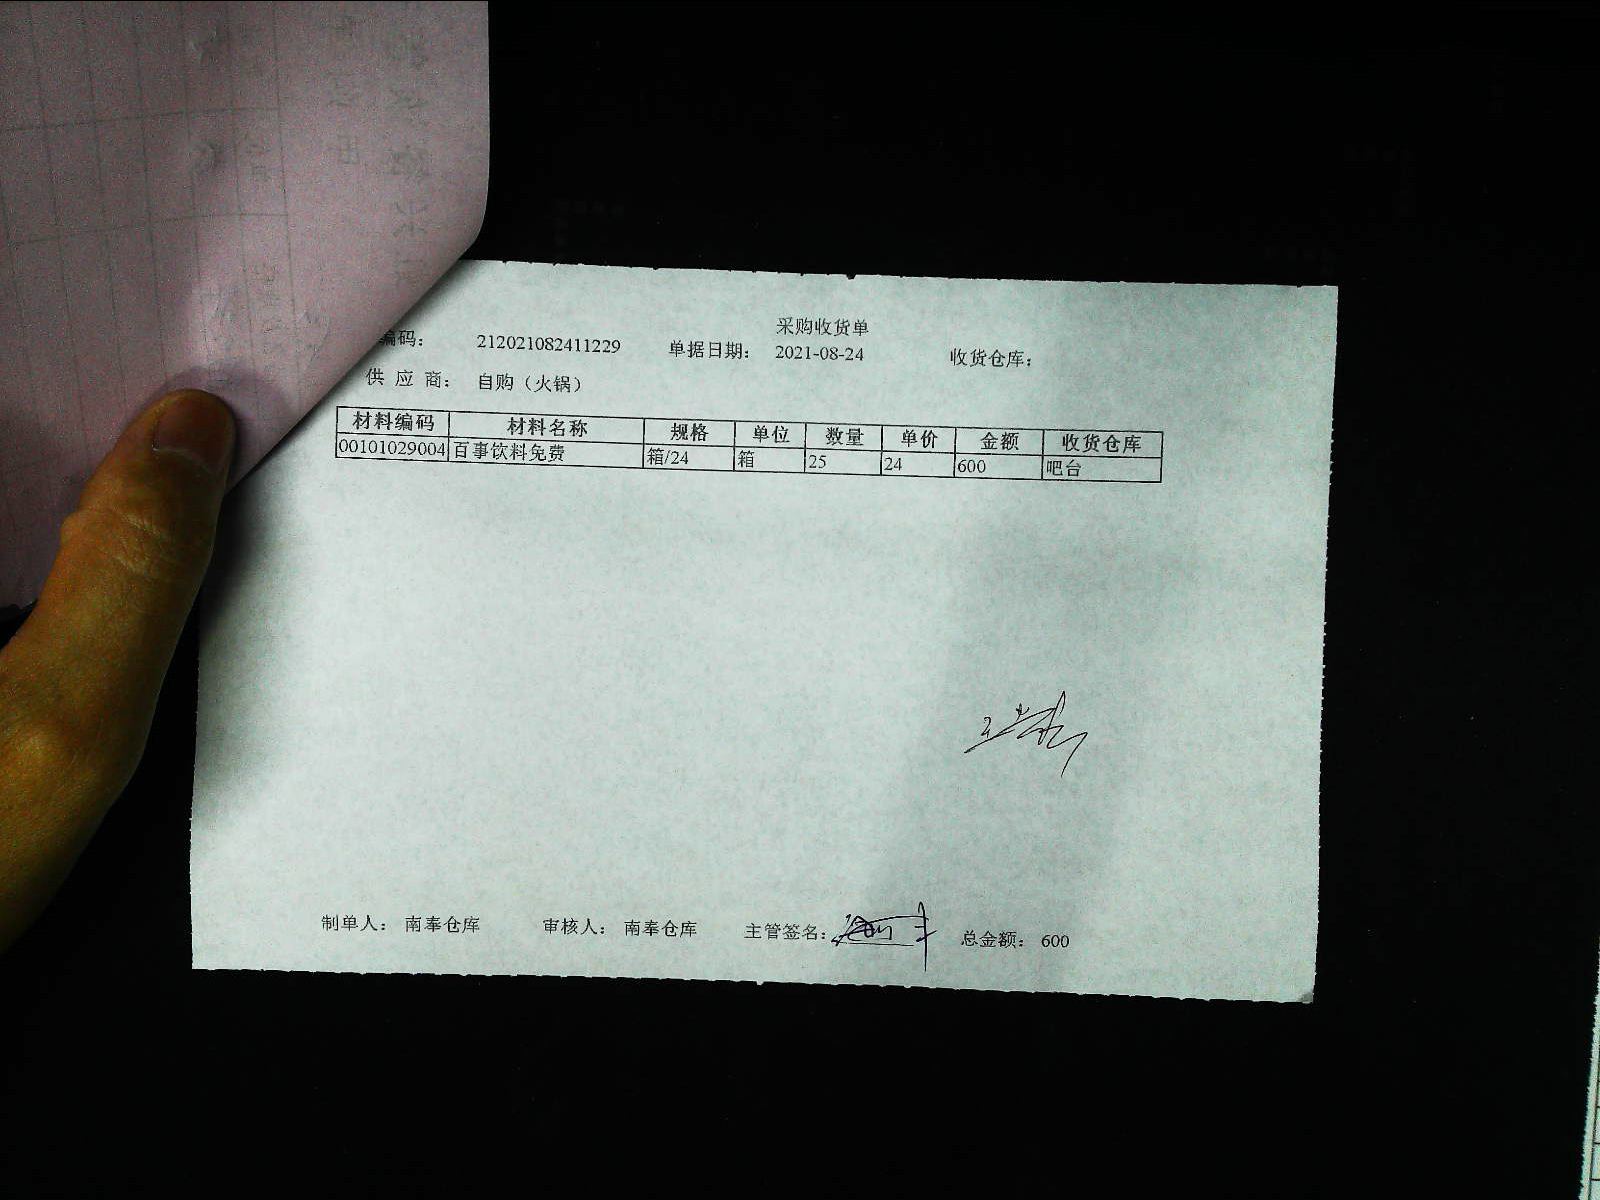 采购收货单
编码： 212021082411229 单据日期： 2021-08-24 收货仓库：
供 应 商： 自购（火锅）
材料编码 材料名称 规格 单位 数量 单价 金额 收货仓库
00101029004 百事饮料免费 箱/24 箱 25 24 600 吧台
制单人： 南奉仓库 审核人： 南奉仓库 主管签名： 总金额： 600